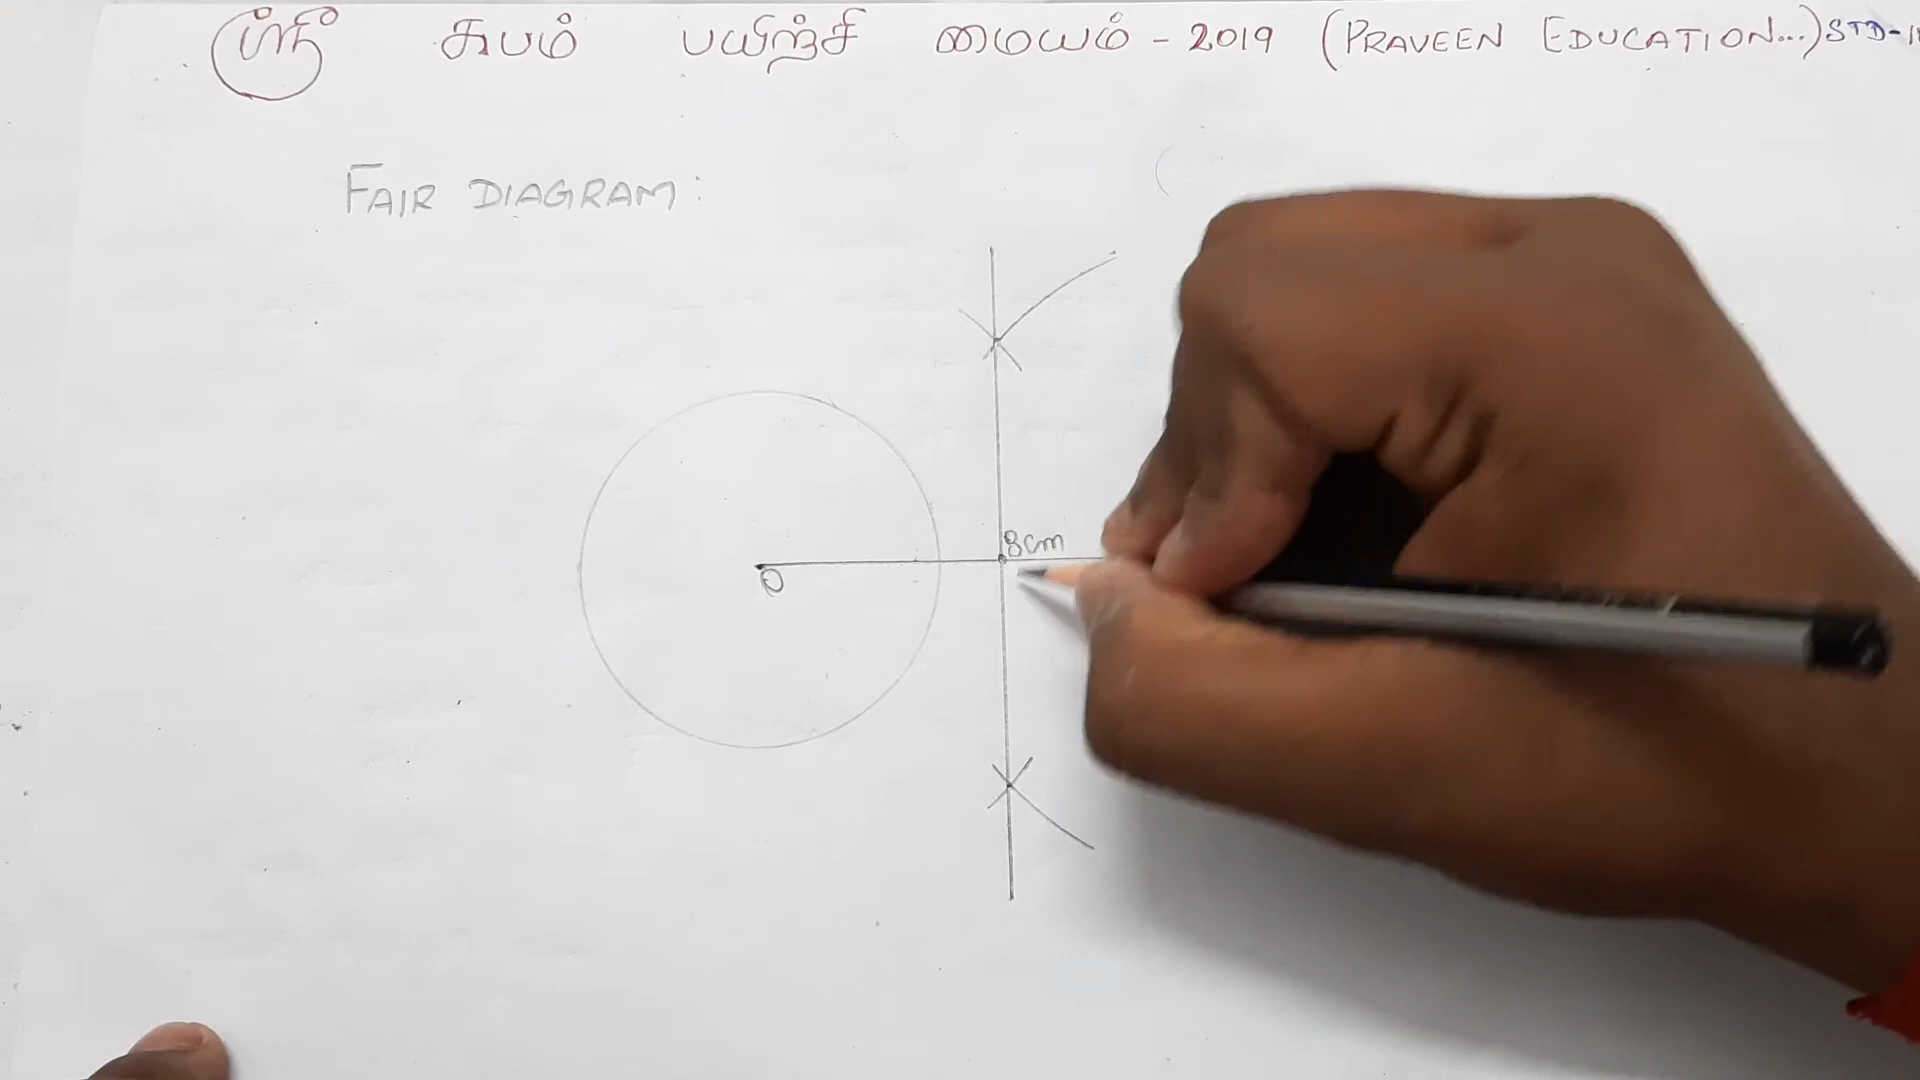 ஸ்ரீ சுபம் பயிற்சி மையம் - 2019 (PRAVEEN EDUCATION...) STD-
FAIR DIAGRAM:
8cm
O